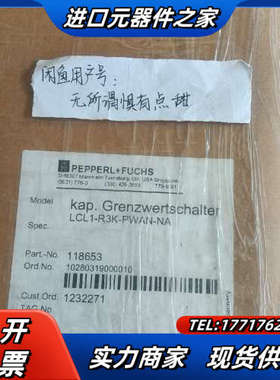 进口元器件之家
闲鱼用户号:
无所谓惧有点甜
PEPPERL+FUCHS
Model
kap. Grenzwertschalter
Spec.
LCL1-R3K-PWAN-NA
Part.-No.
118653
Ord No.
10280319000010
Cust.Ord
1232271
TAG No
可开票
TEL:1771762
实力商家 现货供